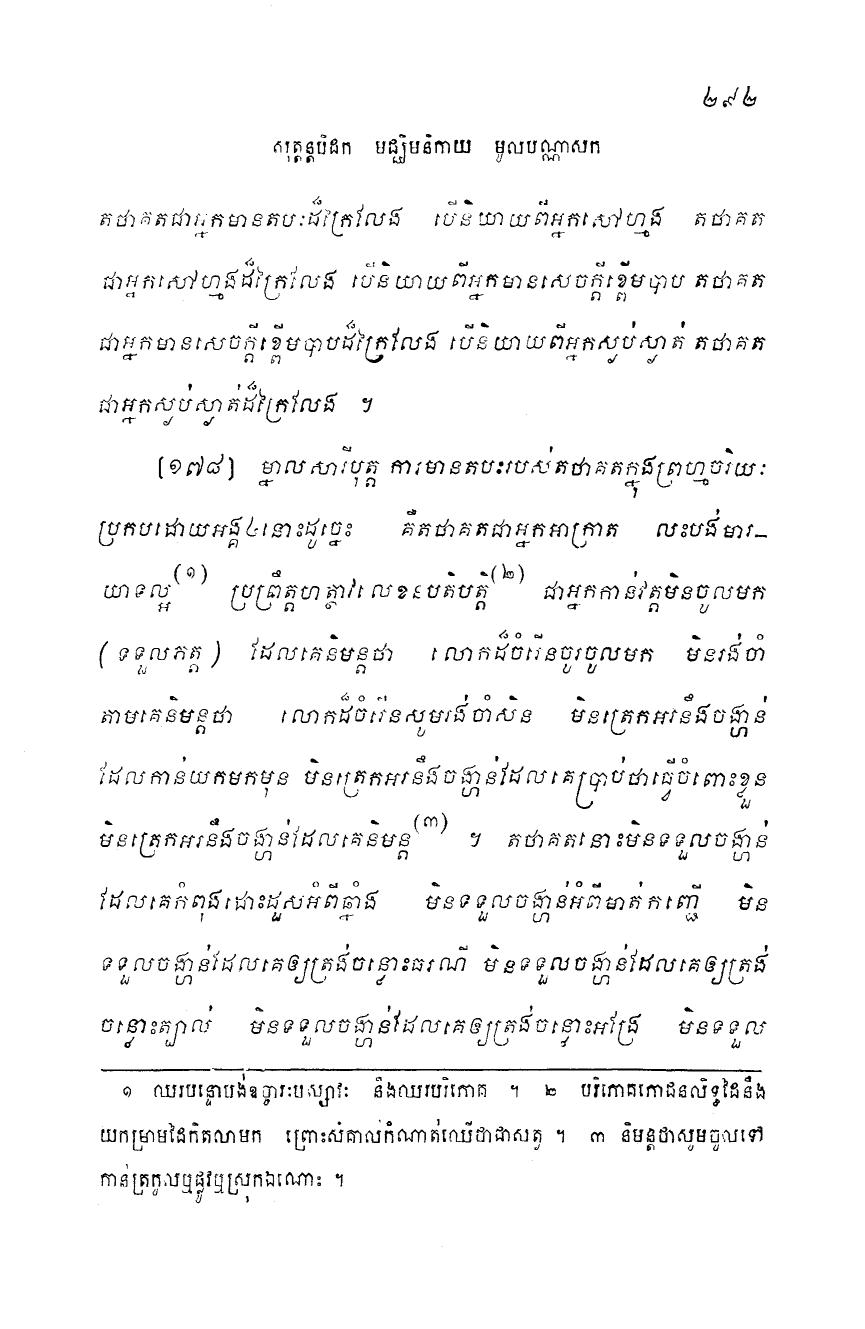 ២៩២
សុត្តន្តបិដក មជ្ឈិមនិកាយ មូលបណ្ណាសក
តថាគតជាអ្នកមានតបៈដ៏ក្រៃលែង បើនិយាយពីអ្នកសៅហ្មង តថាគត
ជាអ្នកសៅហ្មងដ៏ក្រៃលែង បើនិយាយពីអ្នកមានសេចក្តីខ្ពើមបាប តថាគត
ជាអ្នកមានសេចក្តីខ្ពើមបាបដ៏ក្រៃលែង បើនិយាយពីអ្នកស្ងប់ស្ងាត់ តថាគត
ជាអ្នកស្ងប់ស្ងាត់ដ៏ក្រៃលែង ។
[១៧៨] ម្នាលសារីបុត្ត ការមានតបះរបស់តថាគតក្នុងព្រហ្មចរិយៈ
ប្រកបដោយអង្គ៤នោះដូច្នេះ គឺតថាគតជាអ្នកអាក្រាត លះបង់មារ-
យាទល្អ(១) ប្រព្រឹត្តហត្ថាវលេខនប្បតិបត្តិ(២) ជាអ្នកកាន់វត្តមិនចូលមក
(ទទួលភត្ត) ដែលគេនិមន្តថា លោកដ៏ចំរើនចូរចូលមក មិនរង់ចាំ
តាមគេនិមន្តថា លោកដ៏ចំរើនសូមរង់ចាំសិន មិនត្រេកអរនឹងចង្ហាន់
ដែលកាន់យកមកមុន មិនត្រេកអរនឹងចង្ហាន់ដែលគេប្រាប់ថាធ្វើចំពោះខ្លួន
មិនត្រេកអរនឹងចង្ហាន់ដែលគេនិមន្ត(៣) ។ តថាគតនោះមិនទទួលចង្ហាន់
ដែលគេកំពុងដោះដួសអំពីឆ្នាំង មិនទទួលចង្ហាន់អំពីមាត់កញ្ជើ មិន
ទទួលចង្ហាន់ដែលគេឲ្យត្រង់ចន្លោះធរណី មិនទទួលចង្ហាន់ដែលគេឲ្យត្រង់
ចន្លោះត្បាល់ មិនទទួលចង្ហាន់ដែលគេឲ្យត្រង់ចន្លោះអង្រែ មិនទទួល
១ ឈរបន្ទោបង់ឧច្ចារៈបស្សាវៈ និងឈរបរិភោគ ។ ២ បរិភោគភោជនលិទ្ធដៃនឹង
យកម្រាមដៃកិតលាមក ព្រោះសំគាល់កំណាត់ឈើថាជាសត្វ ។ ៣ និមន្តថាសូមចូលទៅ
កាន់ត្រកូលឬផ្លូវឬស្រុកឯណោះ ។